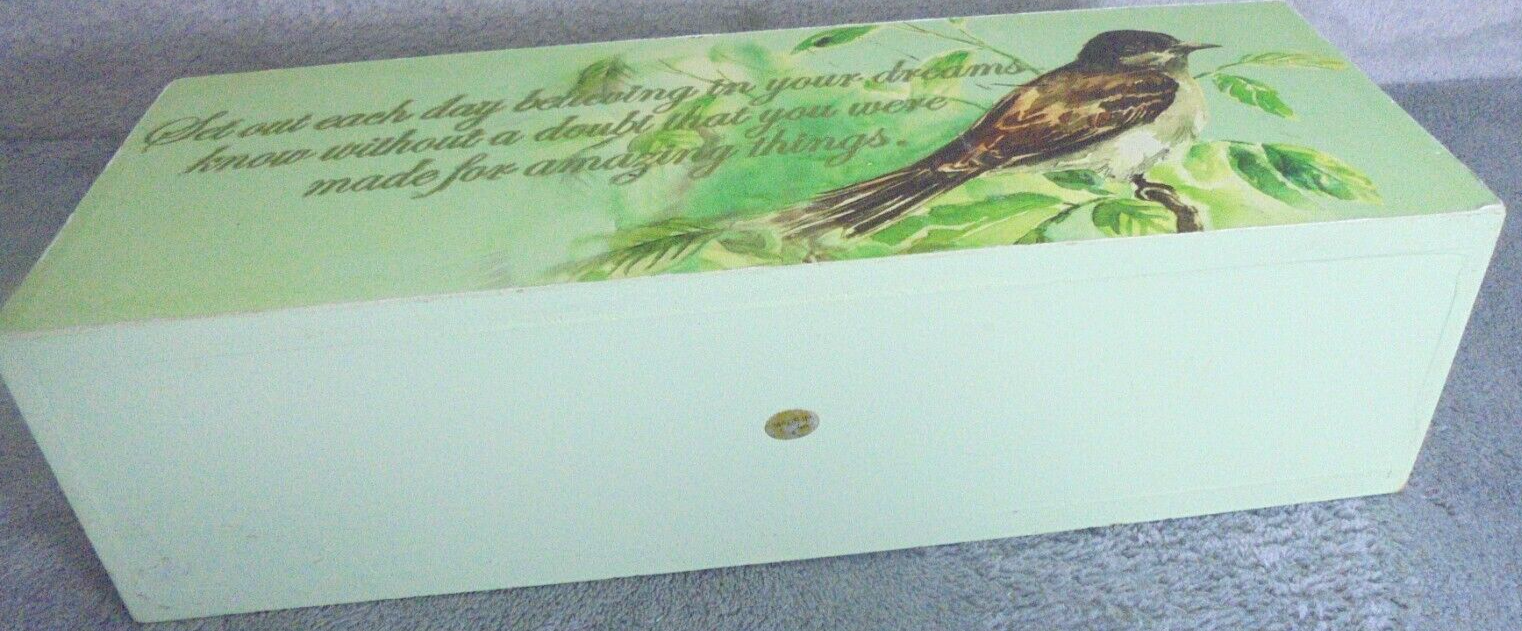 Set out each day believing in your dreams
know without a doubt that you were
made for amazing things.